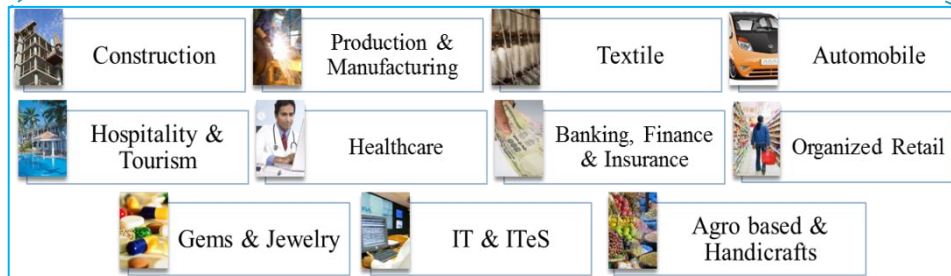 Construction
Production &
Manufacturing
Textile
Automobile
Hospitality &
Tourism
Healthcare
Banking, Finance
& Insurance
Organized Retail
Gems & Jewelry
IT & ITeS
Agro based &
Handicrafts